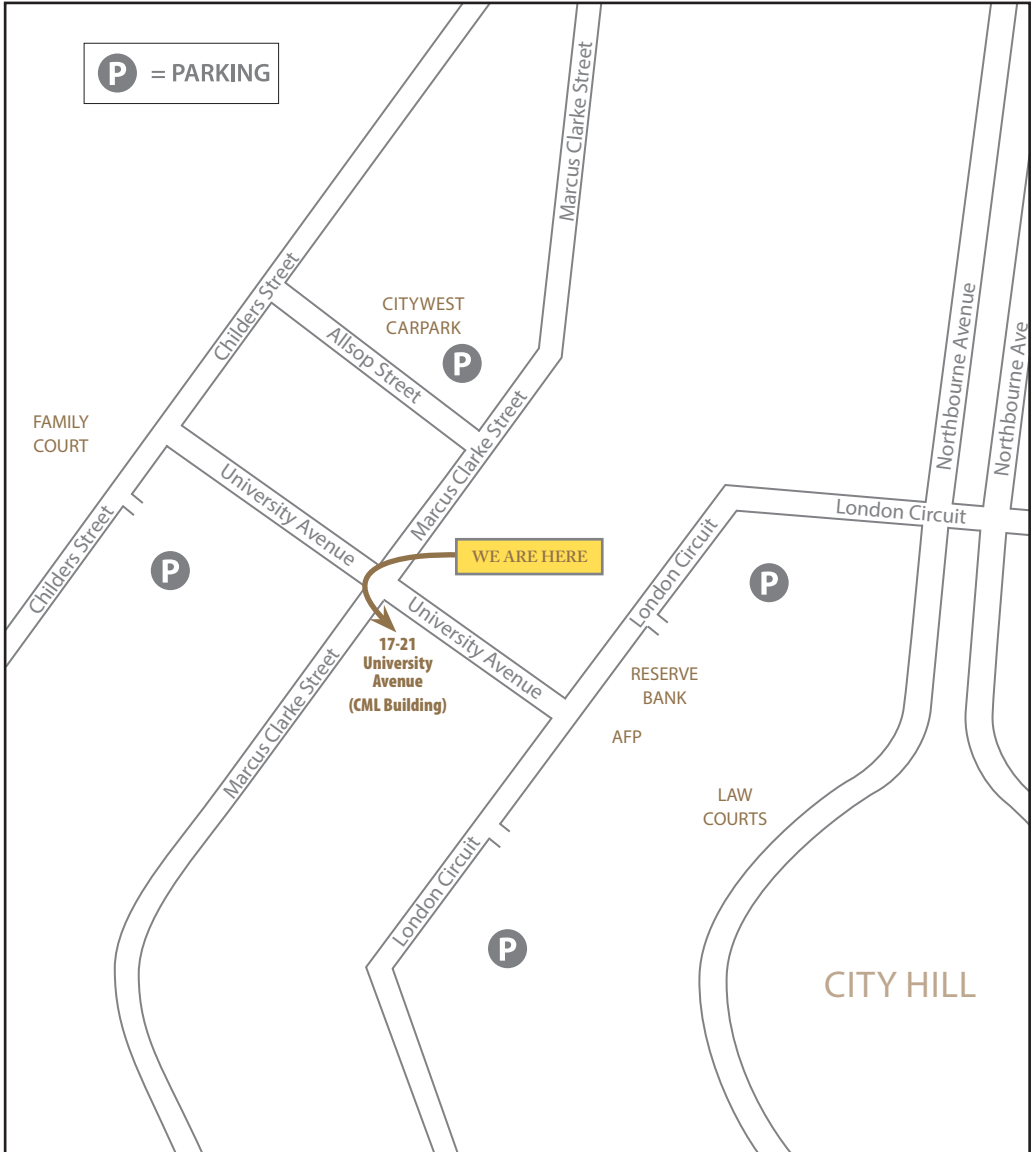 P = PARKING
Marcus Clarke Street
Childers Street
CITYWEST
CARPARK
P
Allsop Street
Northbourne Avenue
Northbourne Ave
FAMILY
COURT
Marcus Clarke Street
University Avenue
London Circuit
London Circuit
Childers Street
P
WE ARE HERE
P
University Avenue
17-21
University
Avenue
(CML Building)
RESERVE
BANK
AFP
Marcus Clarke Street
LAW
COURTS
London Circuit
P
CITY HILL